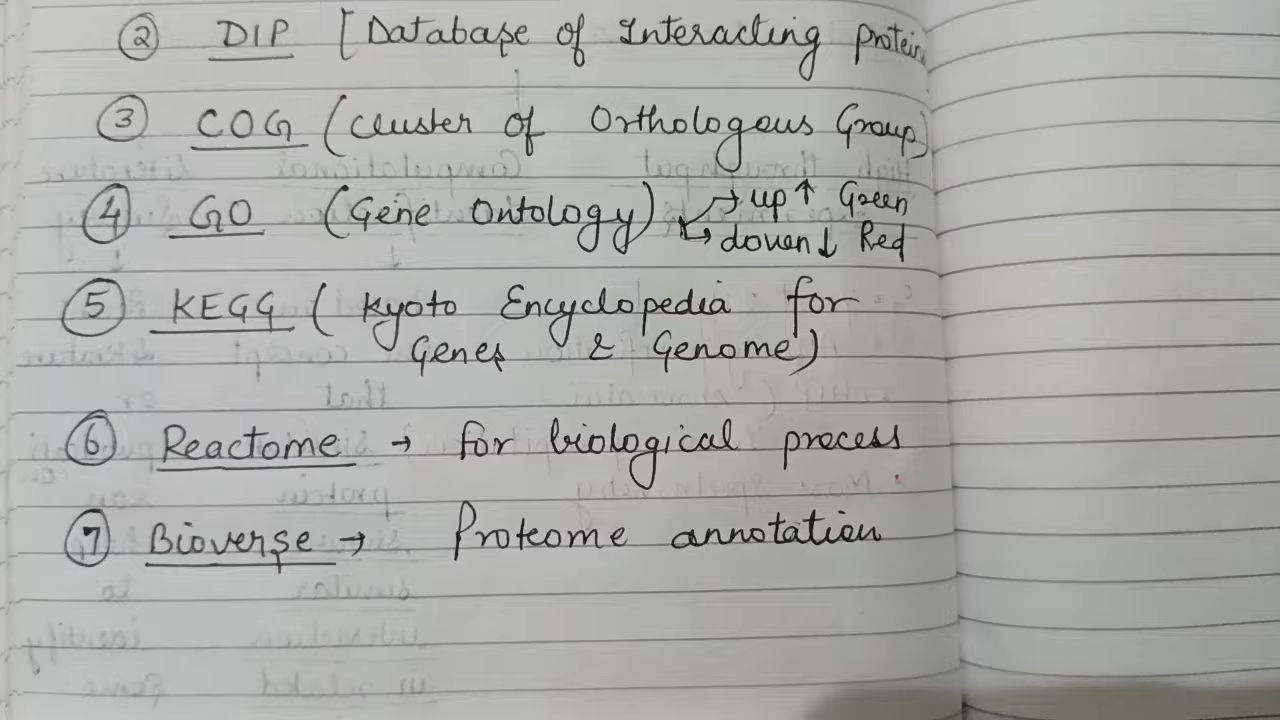 ② DIP [Database of Interacting Protein
③ COG (Cluster of Orthologous Group)
④ GO (Gene Ontology) → up↑ Green
→ down↓ Red
⑤ KEGG (Kyoto Encyclopedia for
Genes & Genome)
⑥ Reactome → for biological process
⑦ Bioverse → Proteome annotation